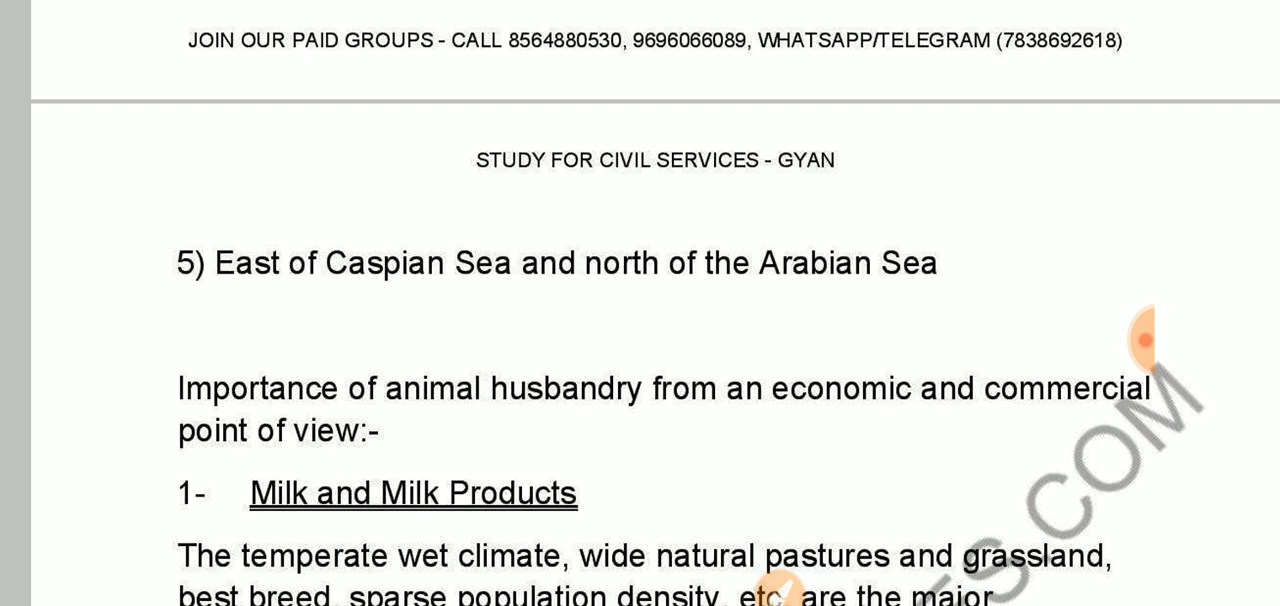 JOIN OUR PAID GROUPS - CALL 8564880530, 9696066089, WHATSAPP/TELEGRAM (7838692618)
STUDY FOR CIVIL SERVICES - GYAN
5) East of Caspian Sea and north of the Arabian Sea
Importance of animal husbandry from an economic and commercial
point of view:-
1- Milk and Milk Products
The temperate wet climate, wide natural pastures and grassland,
best breed, sparse population density, etc. are the major
ES.COM